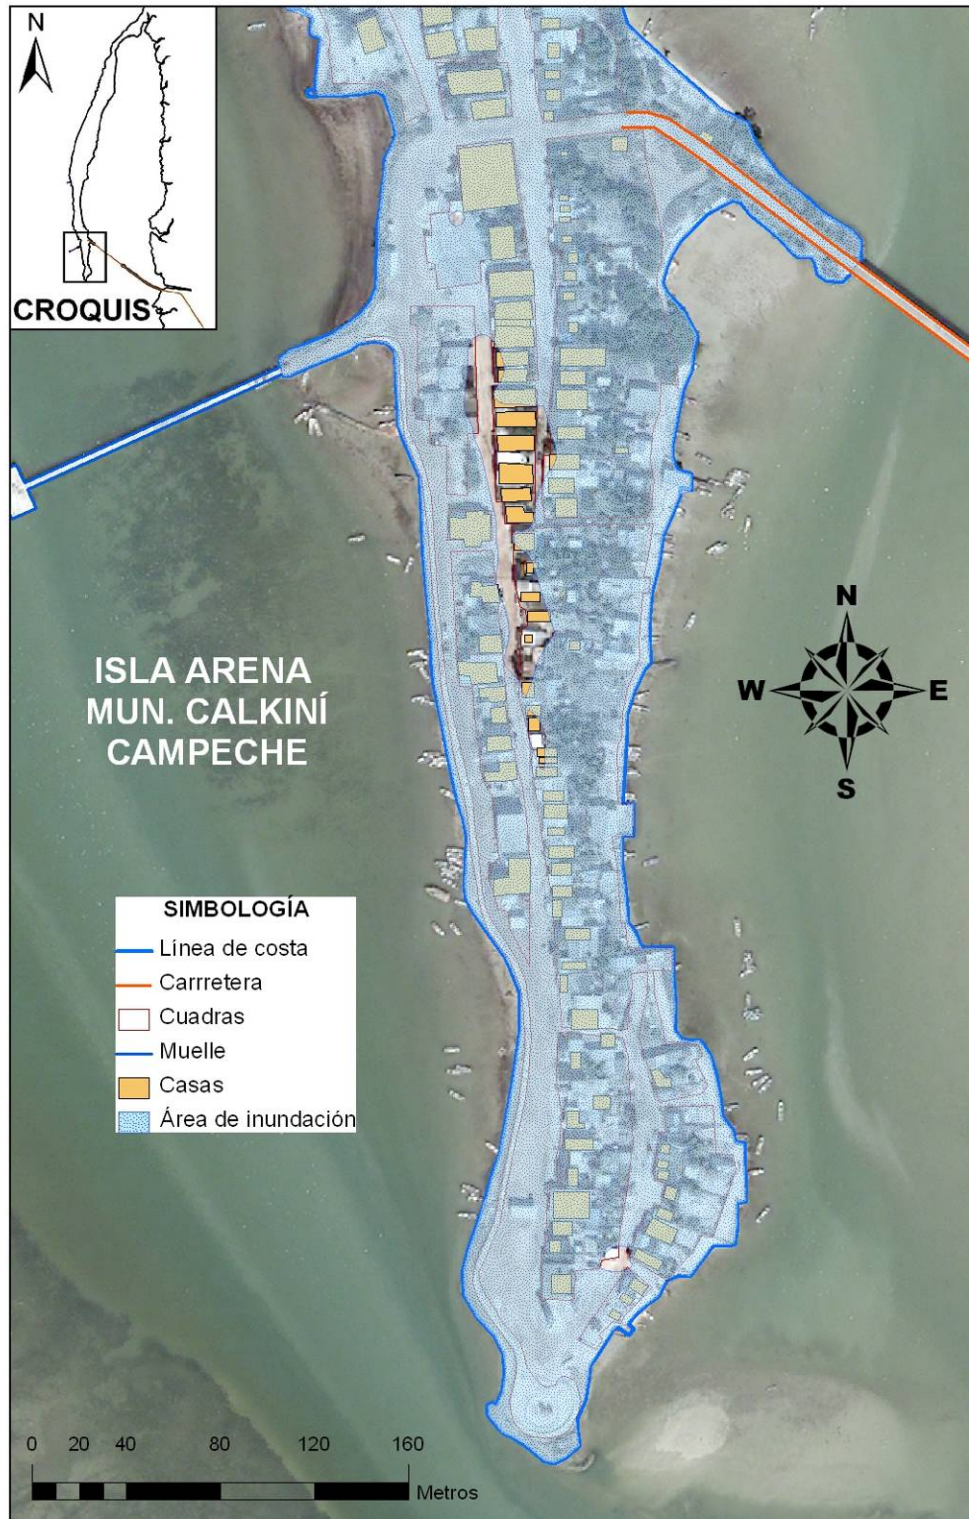 N
CROQUIS
ISLA ARENA
MUN. CALKINÍ
CAMPECHE
N
W E
S
SIMBOLOGÍA
Línea de costa
Carrretera
Cuadras
Muelle
Casas
Área de inundación
0 20 40 80 120 160
Metros